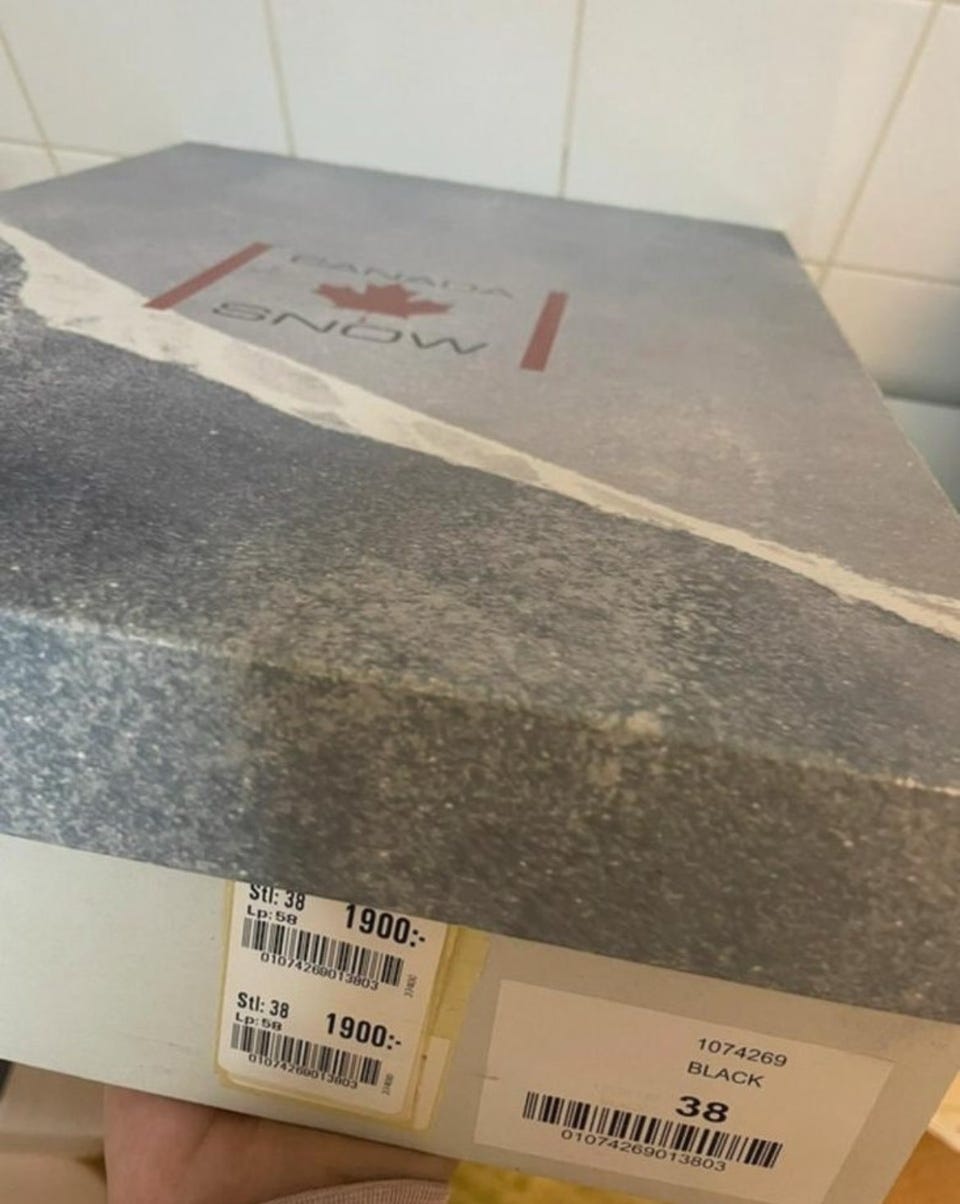 CANADA
SNOW
Stl: 38
Lp: 58
1900:-
01074269013803
Stl: 38
Lp: 58
1900:-
01074269013803
1074269
BLACK
38
01074269013803